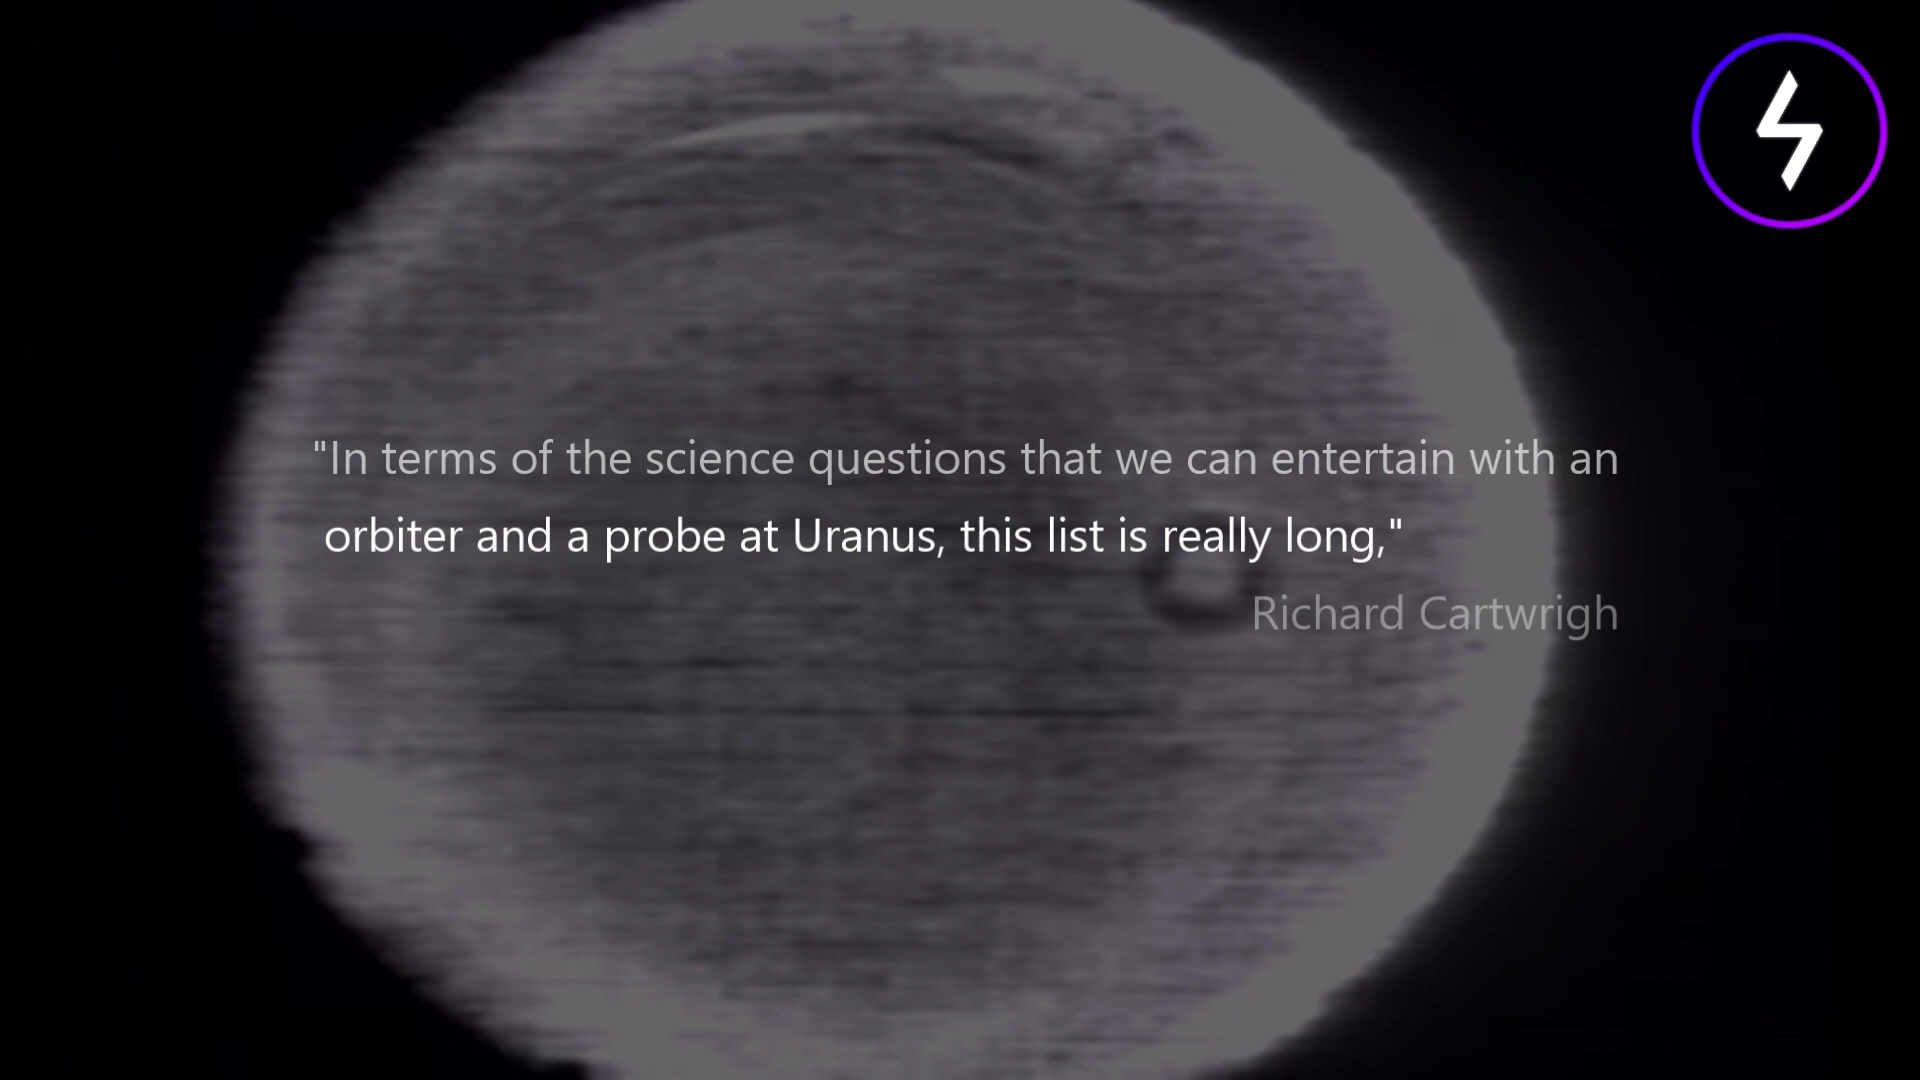 "In terms of the science questions that we can entertain with an
orbiter and a probe at Uranus, this list is really long,"
Richard Cartwrigh